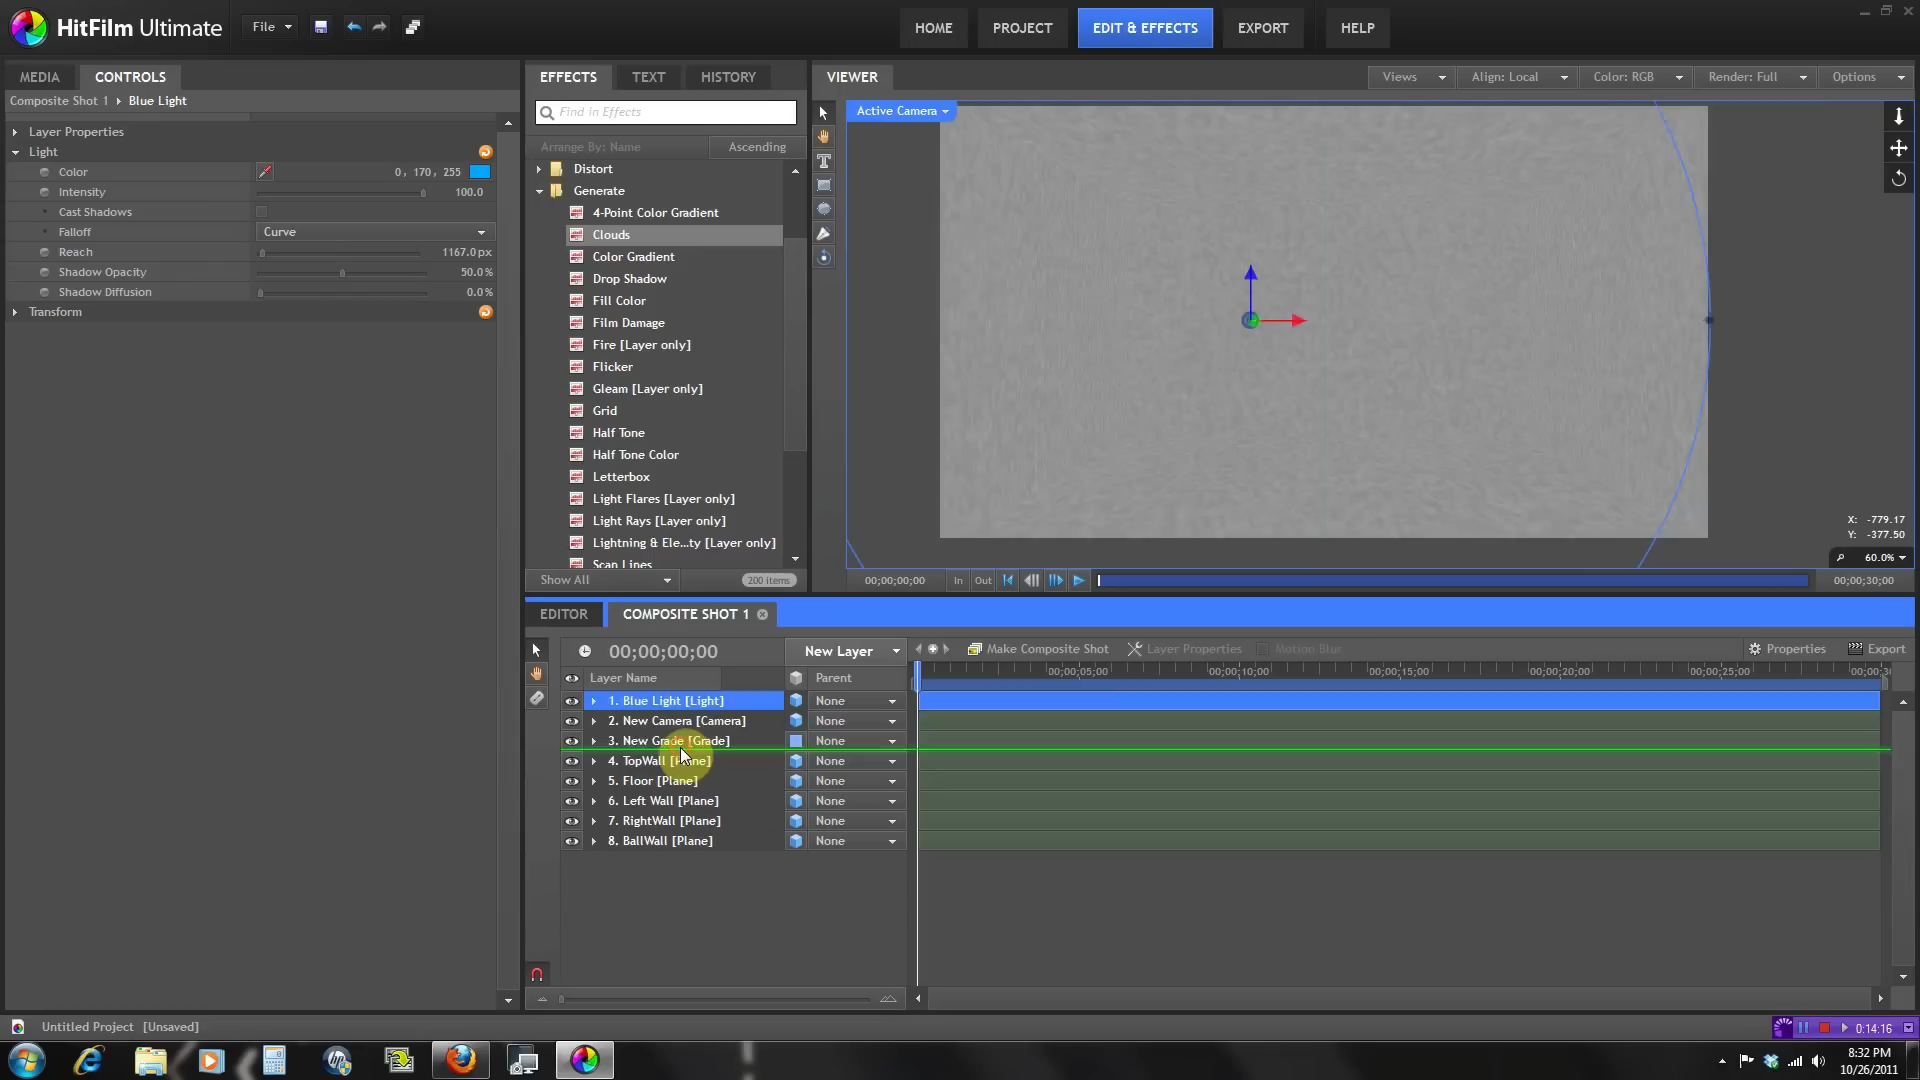 HitFilm Ultimate
File
HOME
PROJECT
EDIT & EFFECTS
EXPORT
HELP
MEDIA
CONTROLS
Composite Shot 1 Blue Light
Layer Properties
Light
Color 0, 170, 255
Intensity 100.0
Cast Shadows
Falloff Curve
Reach 1167.0 px
Shadow Opacity 50.0%
Shadow Diffusion 0.0%
Transform
EFFECTS
TEXT
HISTORY
Find in Effects
Arrange By: Name
Ascending
Distort
Generate
4-Point Color Gradient
Clouds
Color Gradient
Drop Shadow
Fill Color
Film Damage
Fire [Layer only]
Flicker
Gleam [Layer only]
Grid
Half Tone
Half Tone Color
Letterbox
Light Flares [Layer only]
Light Rays [Layer only]
Lightning & Ele...ty [Layer only]
Scan Lines
Show All
200 items
VIEWER
Views
Align: Local
Color: RGB
Render: Full
Options
Active Camera
X: -779.17
Y: -377.50
60.0%
00;00;00;00
In
Out
00;00;30;00
EDITOR
COMPOSITE SHOT 1
00;00;00;00
New Layer
Make Composite Shot
Layer Properties
Motion Blur
Properties
Export
Layer Name
Parent
00;00;05;00
00;00;10;00
00;00;15;00
00;00;20;00
00;00;25;00
00;00;3
1. Blue Light [Light] None
2. New Camera [Camera] None
3. New Grade [Grade] None
4. TopWall [Plane] None
5. Floor [Plane] None
6. Left Wall [Plane] None
7. RightWall [Plane] None
8. BallWall [Plane] None
Untitled Project [Unsaved]
0:14:16
8:32 PM
10/26/2011